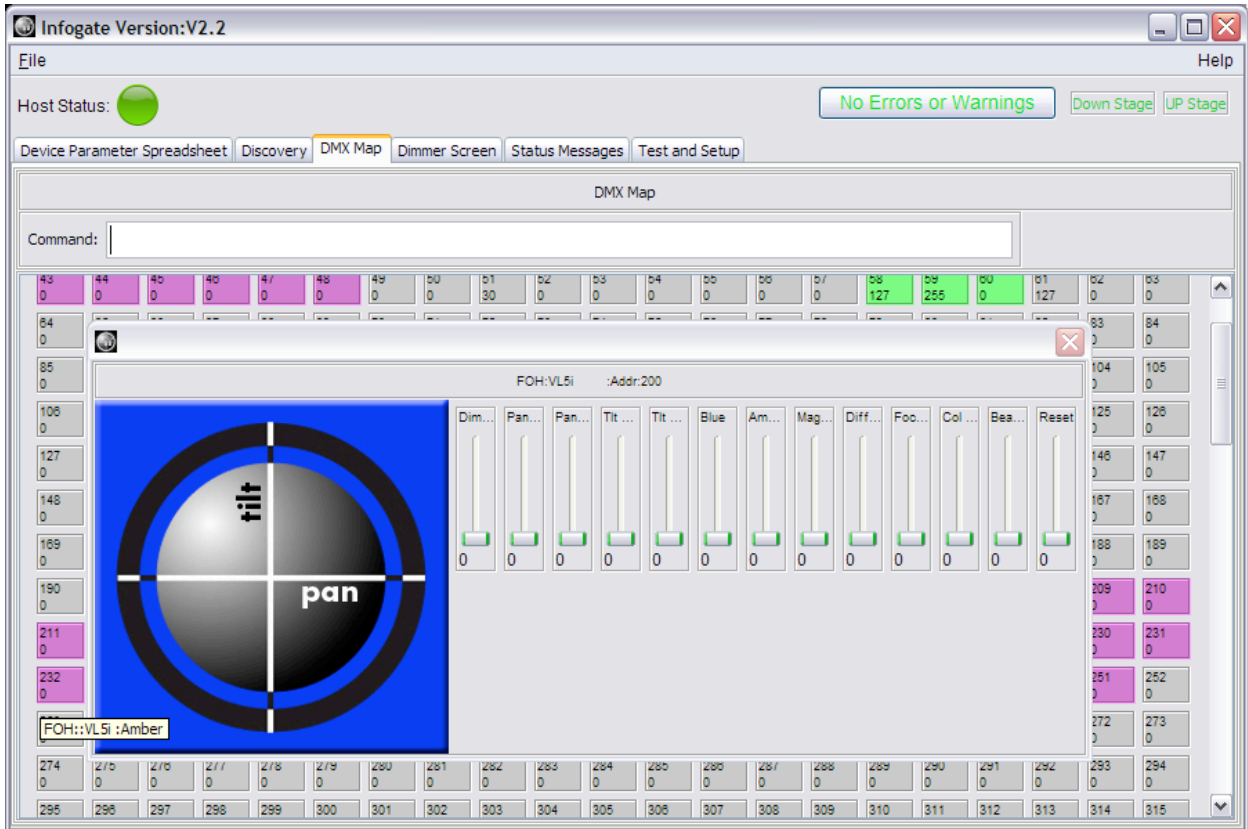 Infogate Version:V2.2
File Help
Host Status: No Errors or Warnings Down Stage UP Stage
Device Parameter Spreadsheet Discovery DMX Map Dimmer Screen Status Messages Test and Setup
DMX Map
Command:
43 44 45 46 47 48 49 50 51 52 53 54 55 56 57 58 59 60 61 62 63
0 0 0 0 0 0 0 0 30 0 0 0 0 0 0 127 255 0 127 0 0
64 83 84
0 0
85 104 105
0 0
106 125 126
0 0
127 146 147
0 0
148 167 168
0 0
169 188 189
0 0
190 209 210
0 0
211 230 231
0 0
232 251 252
0 0
272 273
0
FOH:VL5i :Addr:200
tilt
pan
Dim... Pan... Pan... Tlt ... Tlt ... Blue Am... Mag... Diff... Foc... Col ... Bea... Reset
0 0 0 0 0 0 0 0 0 0 0 0 0
FOH::VL5i :Amber
274 275 276 277 278 279 280 281 282 283 284 285 286 287 288 289 290 291 292 293 294
0 0 0 0 0 0 0 0 0 0 0 0 0 0 0 0 0 0 0 0 0
295 296 297 298 299 300 301 302 303 304 305 306 307 308 309 310 311 312 313 314 315